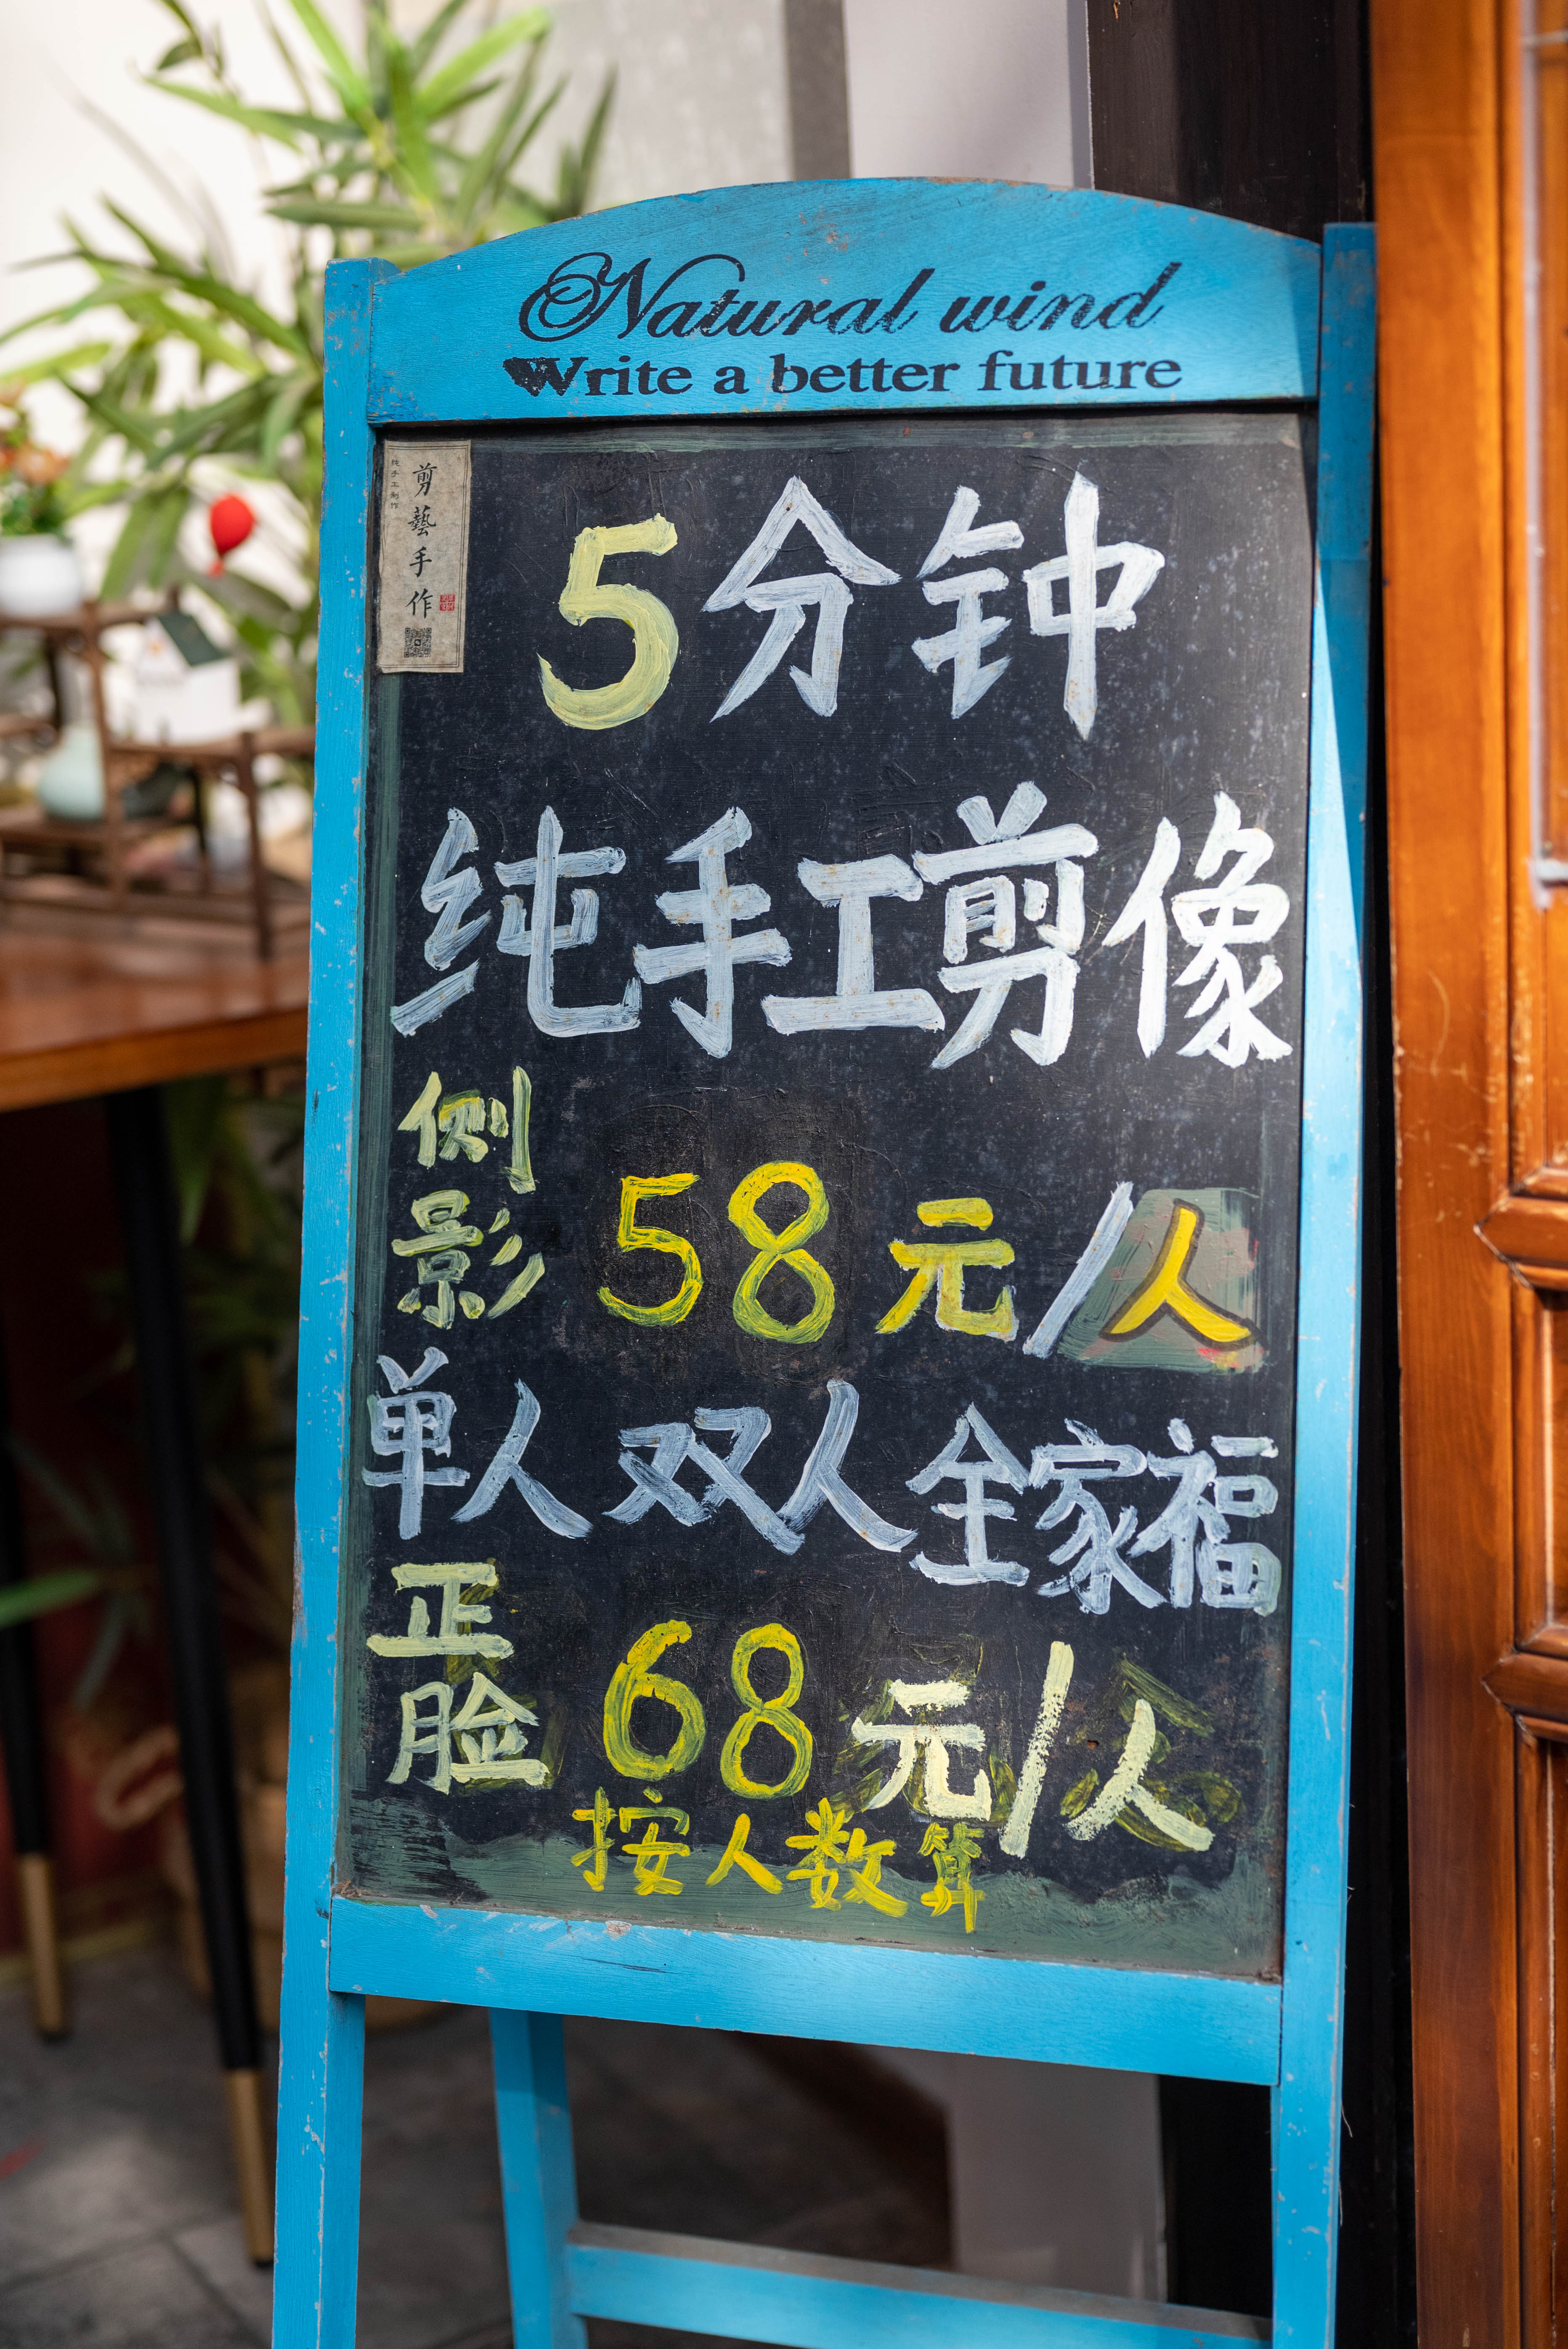 Natural wind
Write a better future
剪藝手作
纯手工制作
5分钟
纯手工剪像
侧影 58元/人
单人 双人 全家福
正脸 68元/人
按人数算